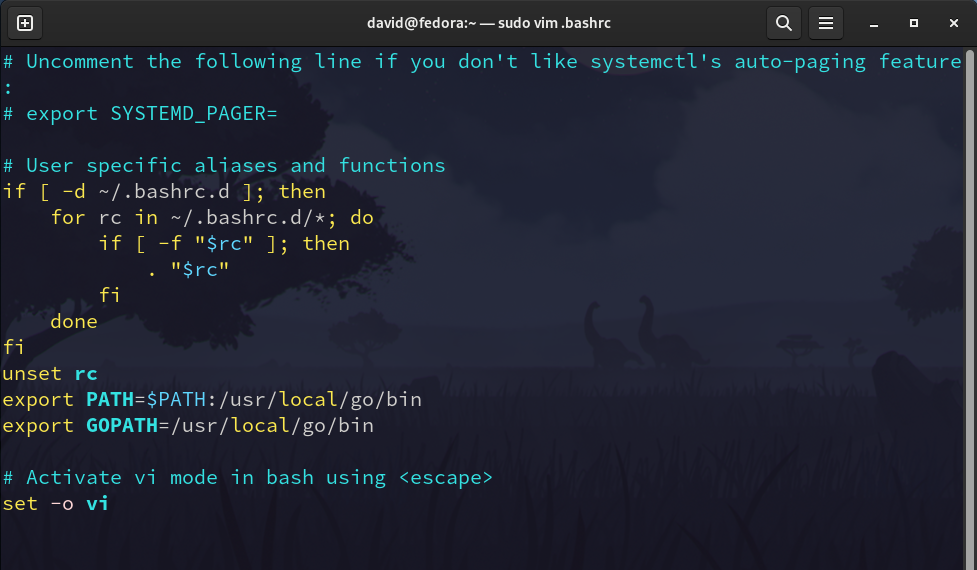 david@fedora:~ — sudo vim .bashrc
# Uncomment the following line if you don't like systemctl's auto-paging feature
:
# export SYSTEMD_PAGER=

# User specific aliases and functions
if [ -d ~/.bashrc.d ]; then
    for rc in ~/.bashrc.d/*; do
        if [ -f "$rc" ]; then
            . "$rc"
        fi
    done
fi
unset rc
export PATH=$PATH:/usr/local/go/bin
export GOPATH=/usr/local/go/bin

# Activate vi mode in bash using <escape>
set -o vi